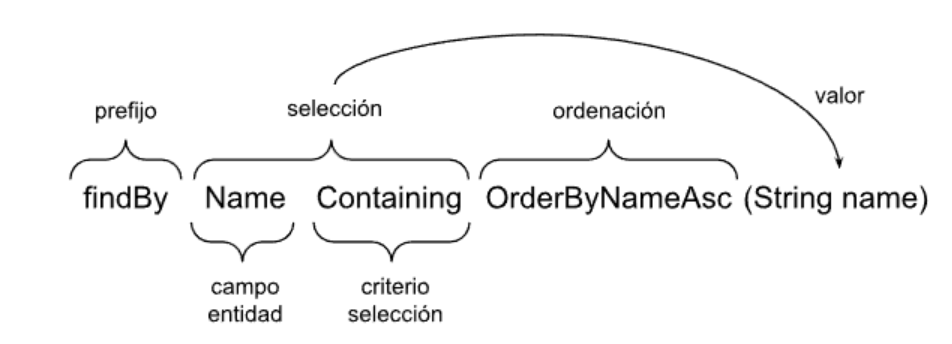 prefijo
selección
ordenación
valor
findBy Name Containing OrderByNameAsc (String name)
campo
entidad
criterio
selección